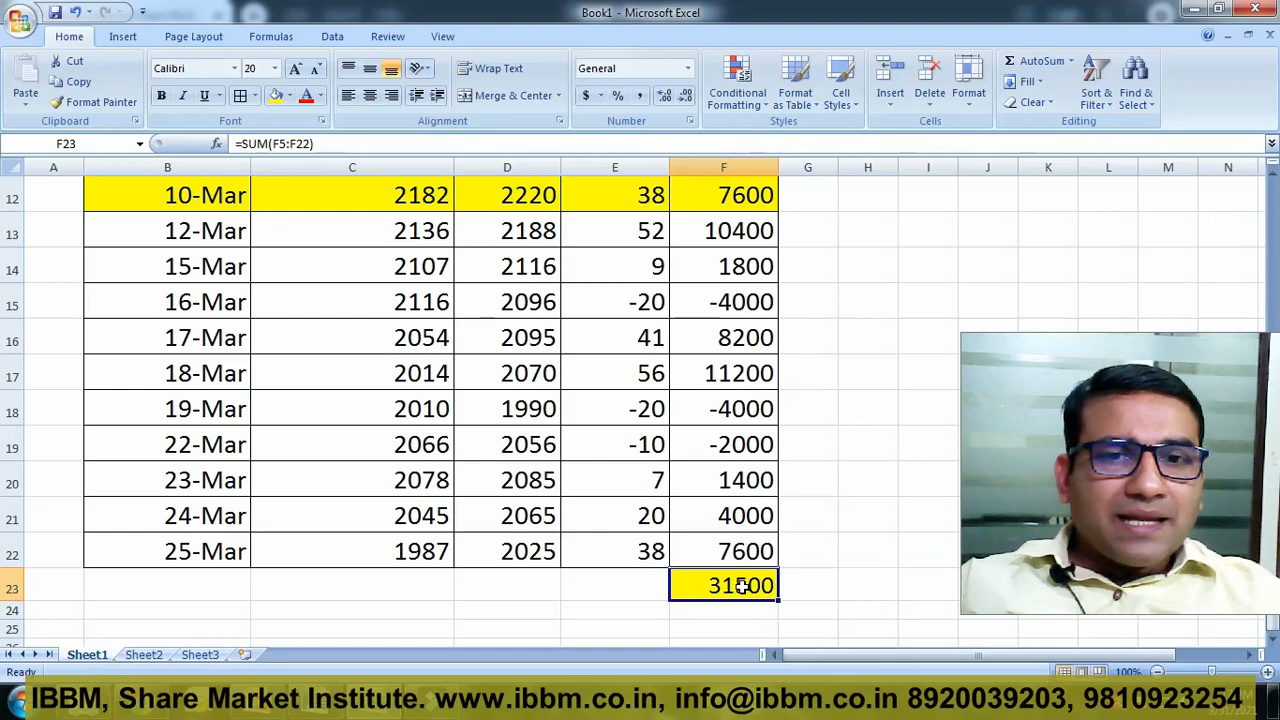 Book1 - Microsoft Excel
Home Insert Page Layout Formulas Data Review View
Paste
Cut
Copy
Format Painter
Clipboard
Calibri 20
B I U
Font
Wrap Text
Merge & Center
Alignment
General
$ % ,
Number
Conditional Formatting
Format as Table
Cell Styles
Styles
Insert
Delete
Format
Cells
AutoSum
Fill
Clear
Sort & Filter
Find & Select
Editing
F23 fx =SUM(F5:F22)
A B C D E F G H I J K L M N
12 10-Mar 2182 2220 38 7600
13 12-Mar 2136 2188 52 10400
14 15-Mar 2107 2116 9 1800
15 16-Mar 2116 2096 -20 -4000
16 17-Mar 2054 2095 41 8200
17 18-Mar 2014 2070 56 11200
18 19-Mar 2010 1990 -20 -4000
19 22-Mar 2066 2056 -10 -2000
20 23-Mar 2078 2085 7 1400
21 24-Mar 2045 2065 20 4000
22 25-Mar 1987 2025 38 7600
23
24
25
Sheet1 Sheet2 Sheet3
Ready 100%
IBBM, Share Market Institute. www.ibbm.co.in, info@ibbm.co.in 8920039203, 9810923254